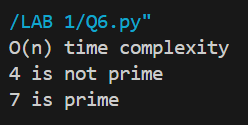 /LAB 1/Q6.py"
O(n) time complexity
4 is not prime
7 is prime